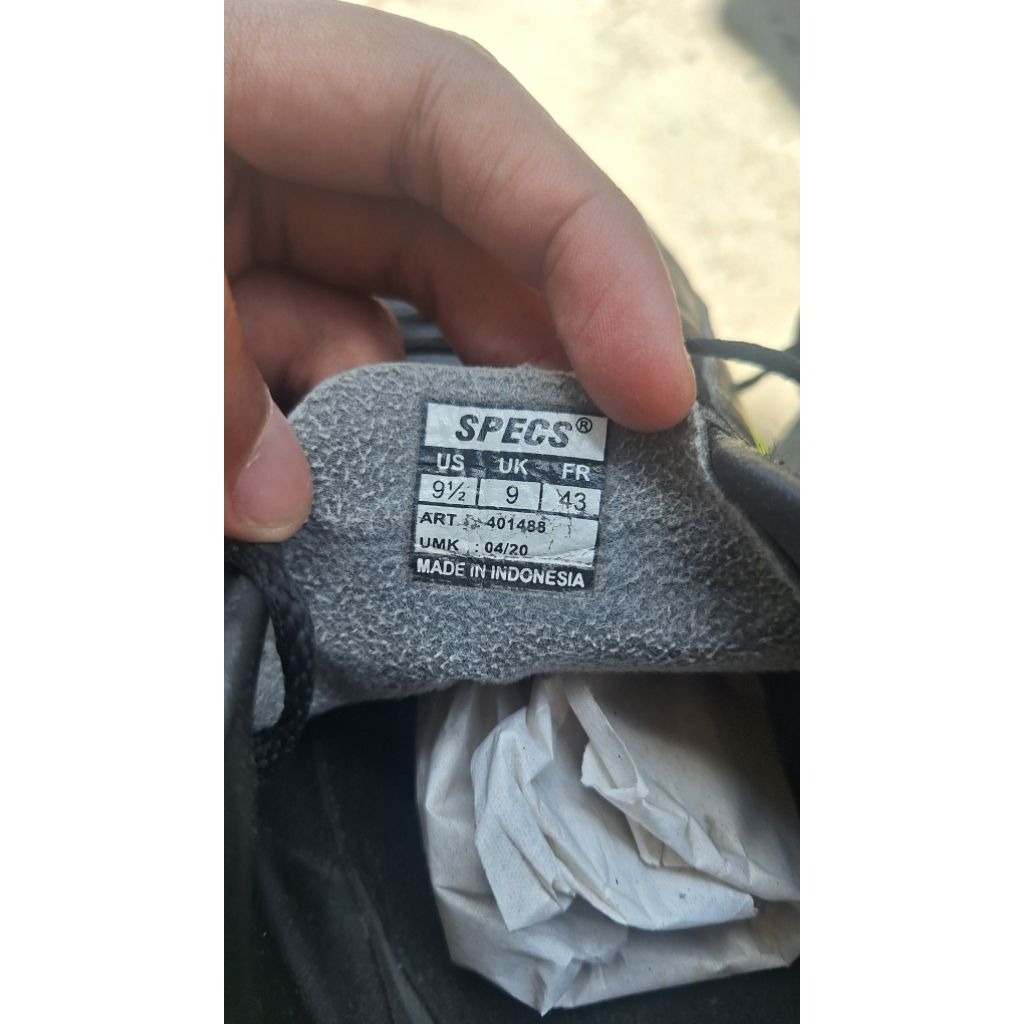 SPECS®
US UK FR
9½ 9 43
ART : 401488
UMK : 04/20
MADE IN INDONESIA